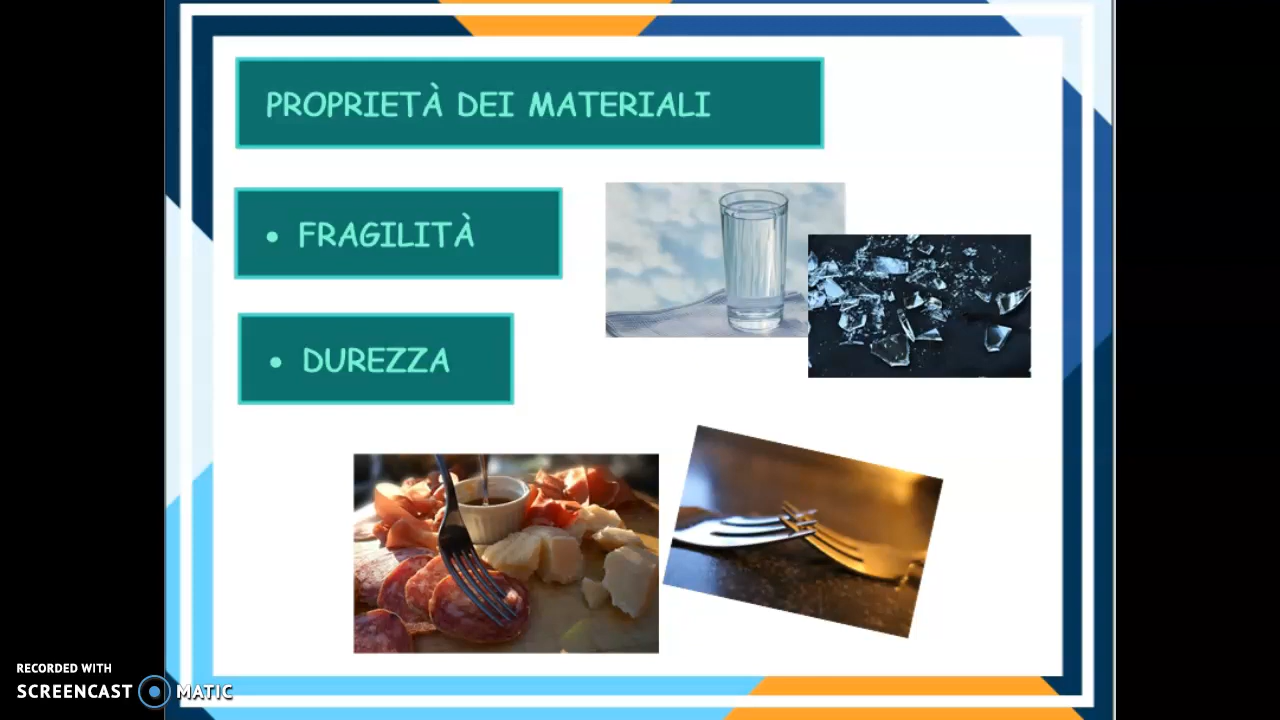 PROPRIETÀ DEI MATERIALI
• FRAGILITÀ
• DUREZZA
RECORDED WITH
SCREENCAST MATIC